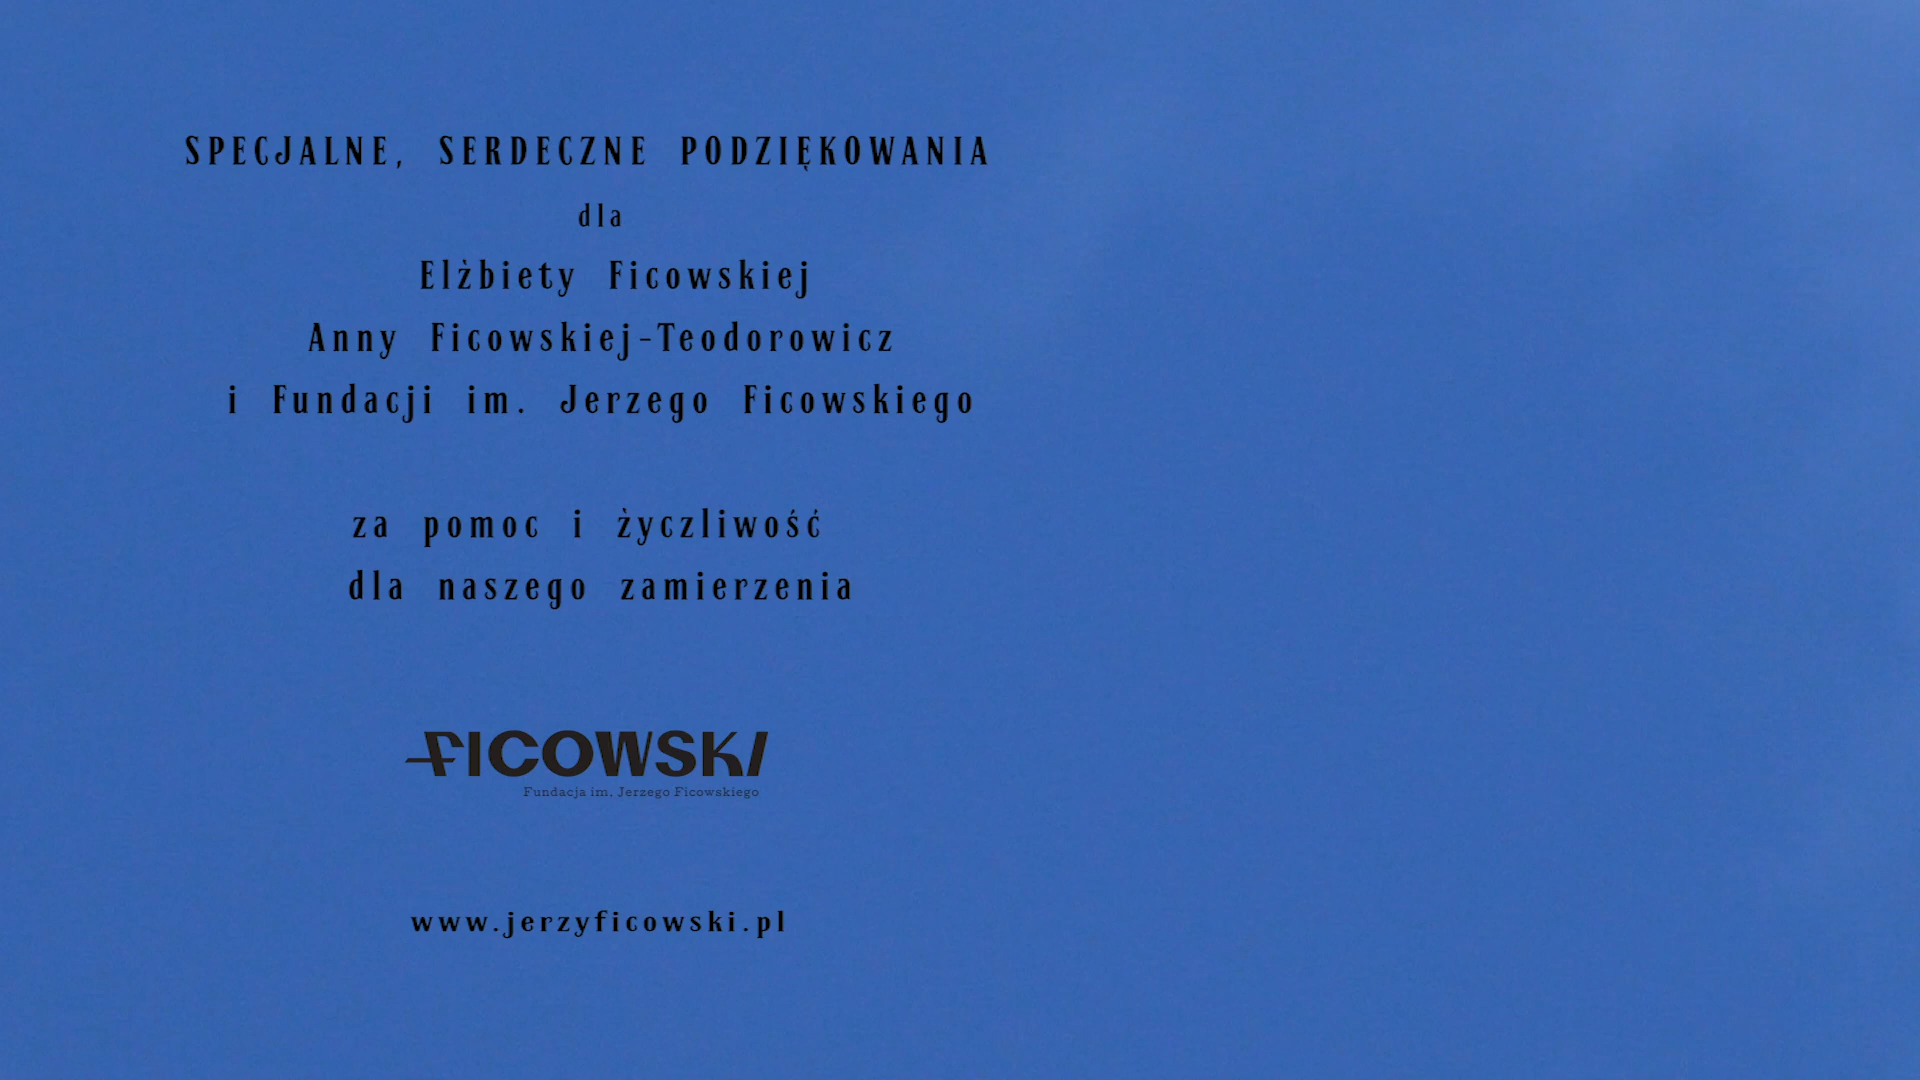 SPECJALNE, SERDECZNE PODZIĘKOWANIA
dla
Elżbiety Ficowskiej
Anny Ficowskiej-Teodorowicz
i Fundacji im. Jerzego Ficowskiego
za pomoc i życzliwość
dla naszego zamierzenia
FICOWSKI
Fundacja im. Jerzego Ficowskiego
www.jerzyficowski.pl